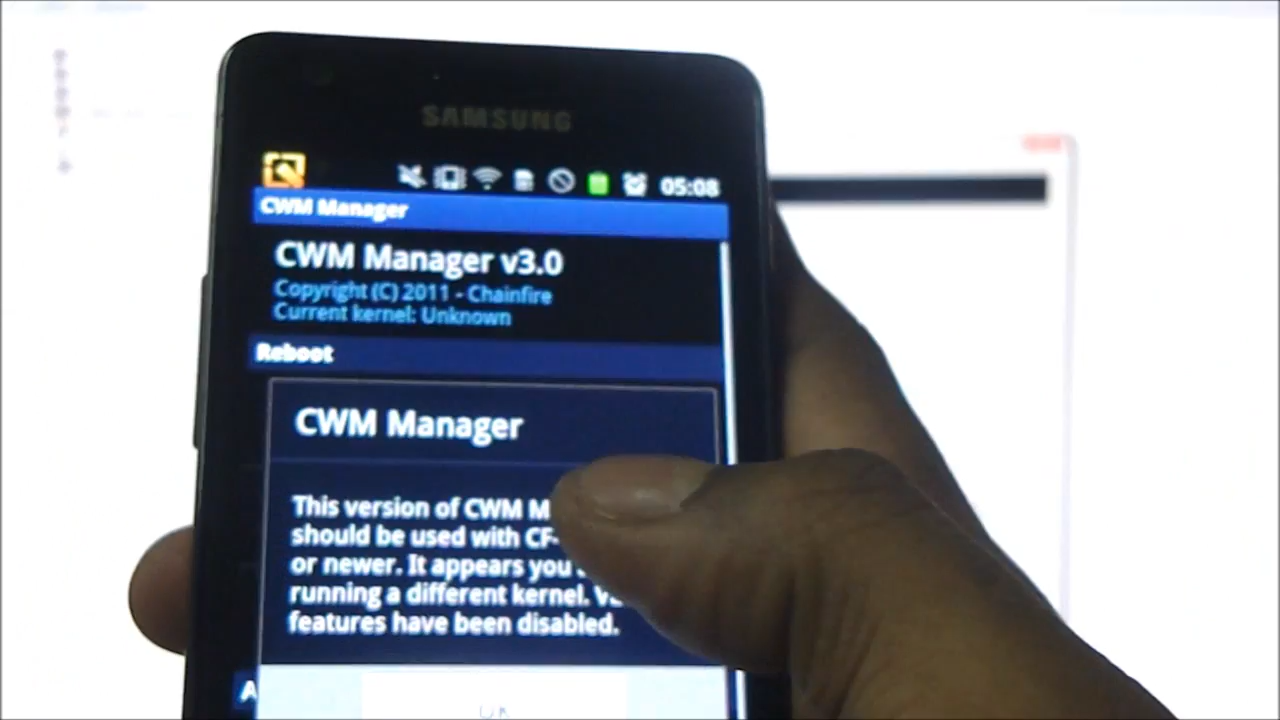 SAMSUNG
05:08
CWM Manager
CWM Manager v3.0
Copyright (C) 2011 - Chainfire
Current kernel: Unknown
Reboot
CWM Manager
This version of CWM M
should be used with CF-
or newer. It appears you
running a different kernel.
features have been disabled.
A